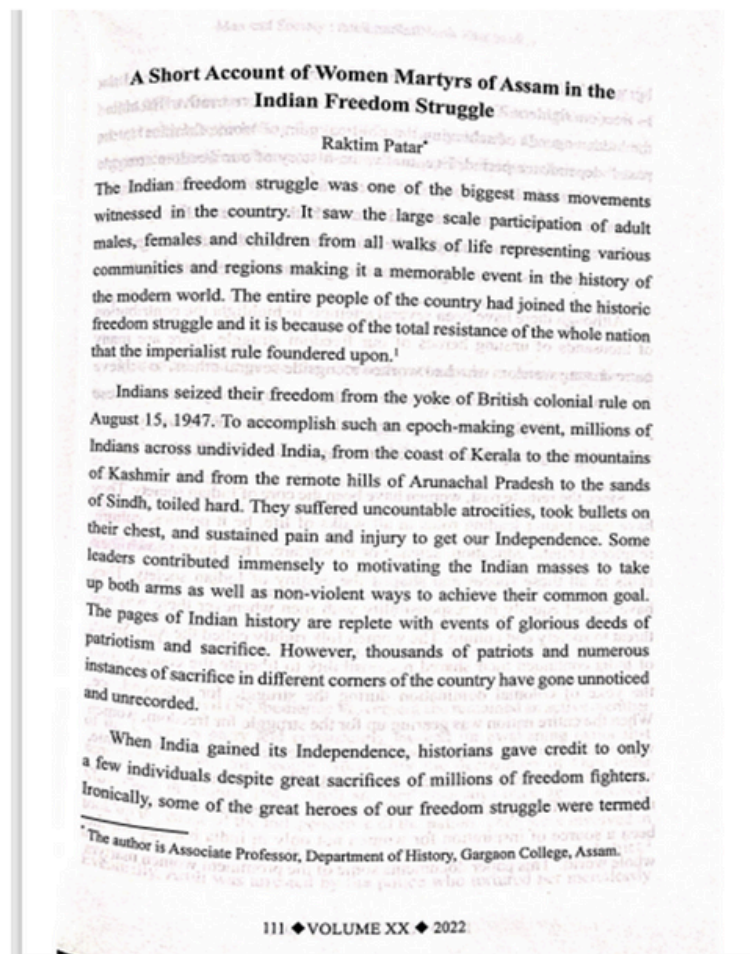 A Short Account of Women Martyrs of Assam in the
Indian Freedom Struggle
Raktim Patar*
The Indian freedom struggle was one of the biggest mass movements
witnessed in the country. It saw the large scale participation of adult
males, females and children from all walks of life representing various
communities and regions making it a memorable event in the history of
the modern world. The entire people of the country had joined the historic
freedom struggle and it is because of the total resistance of the whole nation
that the imperialist rule foundered upon.¹
Indians seized their freedom from the yoke of British colonial rule on
August 15, 1947. To accomplish such an epoch-making event, millions of
Indians across undivided India, from the coast of Kerala to the mountains
of Kashmir and from the remote hills of Arunachal Pradesh to the sands
of Sindh, toiled hard. They suffered uncountable atrocities, took bullets on
their chest, and sustained pain and injury to get our Independence. Some
leaders contributed immensely to motivating the Indian masses to take
up both arms as well as non-violent ways to achieve their common goal.
The pages of Indian history are replete with events of glorious deeds of
patriotism and sacrifice. However, thousands of patriots and numerous
instances of sacrifice in different corners of the country have gone unnoticed
and unrecorded.
When India gained its Independence, historians gave credit to only
a few individuals despite great sacrifices of millions of freedom fighters.
Ironically, some of the great heroes of our freedom struggle were termed
* The author is Associate Professor, Department of History, Gargaon College, Assam.
111 ◆ VOLUME XX ◆ 2022